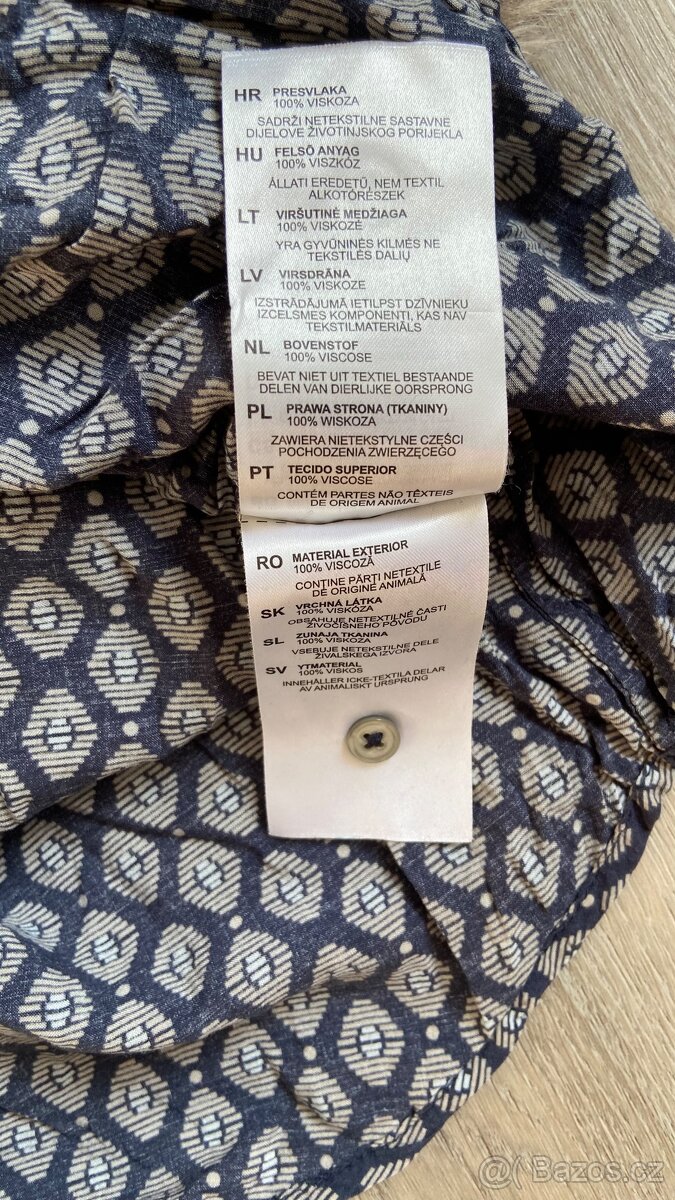 HR PRESVLAKA
100% VISKOZA
SADRŽI NETEKSTILNE SASTAVNE
DIJELOVE ŽIVOTINJSKOG PORIJEKLA
HU FELSŐ ANYAG
100% VISZKÓZ
ÁLLATI EREDETŰ, NEM TEXTIL
ALKOTÓRÉSZEK
LT VIRŠUTINĖ MEDŽIAGA
100% VISKOZĖ
YRA GYVŪNINĖS KILMĖS NE
TEKSTILĖS DALIŲ
LV VIRSDRĀNA
100% VISKOZE
IZSTRĀDĀJUMĀ IETILPST DZĪVNIEKU
IZCELSMES KOMPONENTI, KAS NAV
TEKSTILMATERIĀLS
NL BOVENSTOF
100% VISCOSE
BEVAT NIET UIT TEXTIEL BESTAANDE
DELEN VAN DIERLIJKE OORSPRONG
PL PRAWA STRONA (TKANINY)
100% WISKOZA
ZAWIERA NIETEKSTYLNE CZĘŚCI
POCHODZENIA ZWIERZĘCEGO
PT TECIDO SUPERIOR
100% VISCOSE
CONTÉM PARTES NÃO TÊXTEIS
DE ORIGEM ANIMAL
RO MATERIAL EXTERIOR
100% VISCOZĂ
CONȚINE PĂRȚI NETEXTILE
DE ORIGINE ANIMALĂ
SK VRCHNÁ LÁTKA
100% VISKÓZA
OBSAHUJE NETEXTILNÉ ČASTI
ŽIVOČÍŠNEHO PÔVODU
SL ZUNAJA TKANINA
100% VISKOZA
VSEBUJE NETEKSTILNE DELE
ŽIVALSKEGA IZVORA
SV YTMATERIAL
100% VISKOS
INNEHÅLLER ICKE-TEXTILA DELAR
AV ANIMALISKT URSPRUNG
Bazos.cz